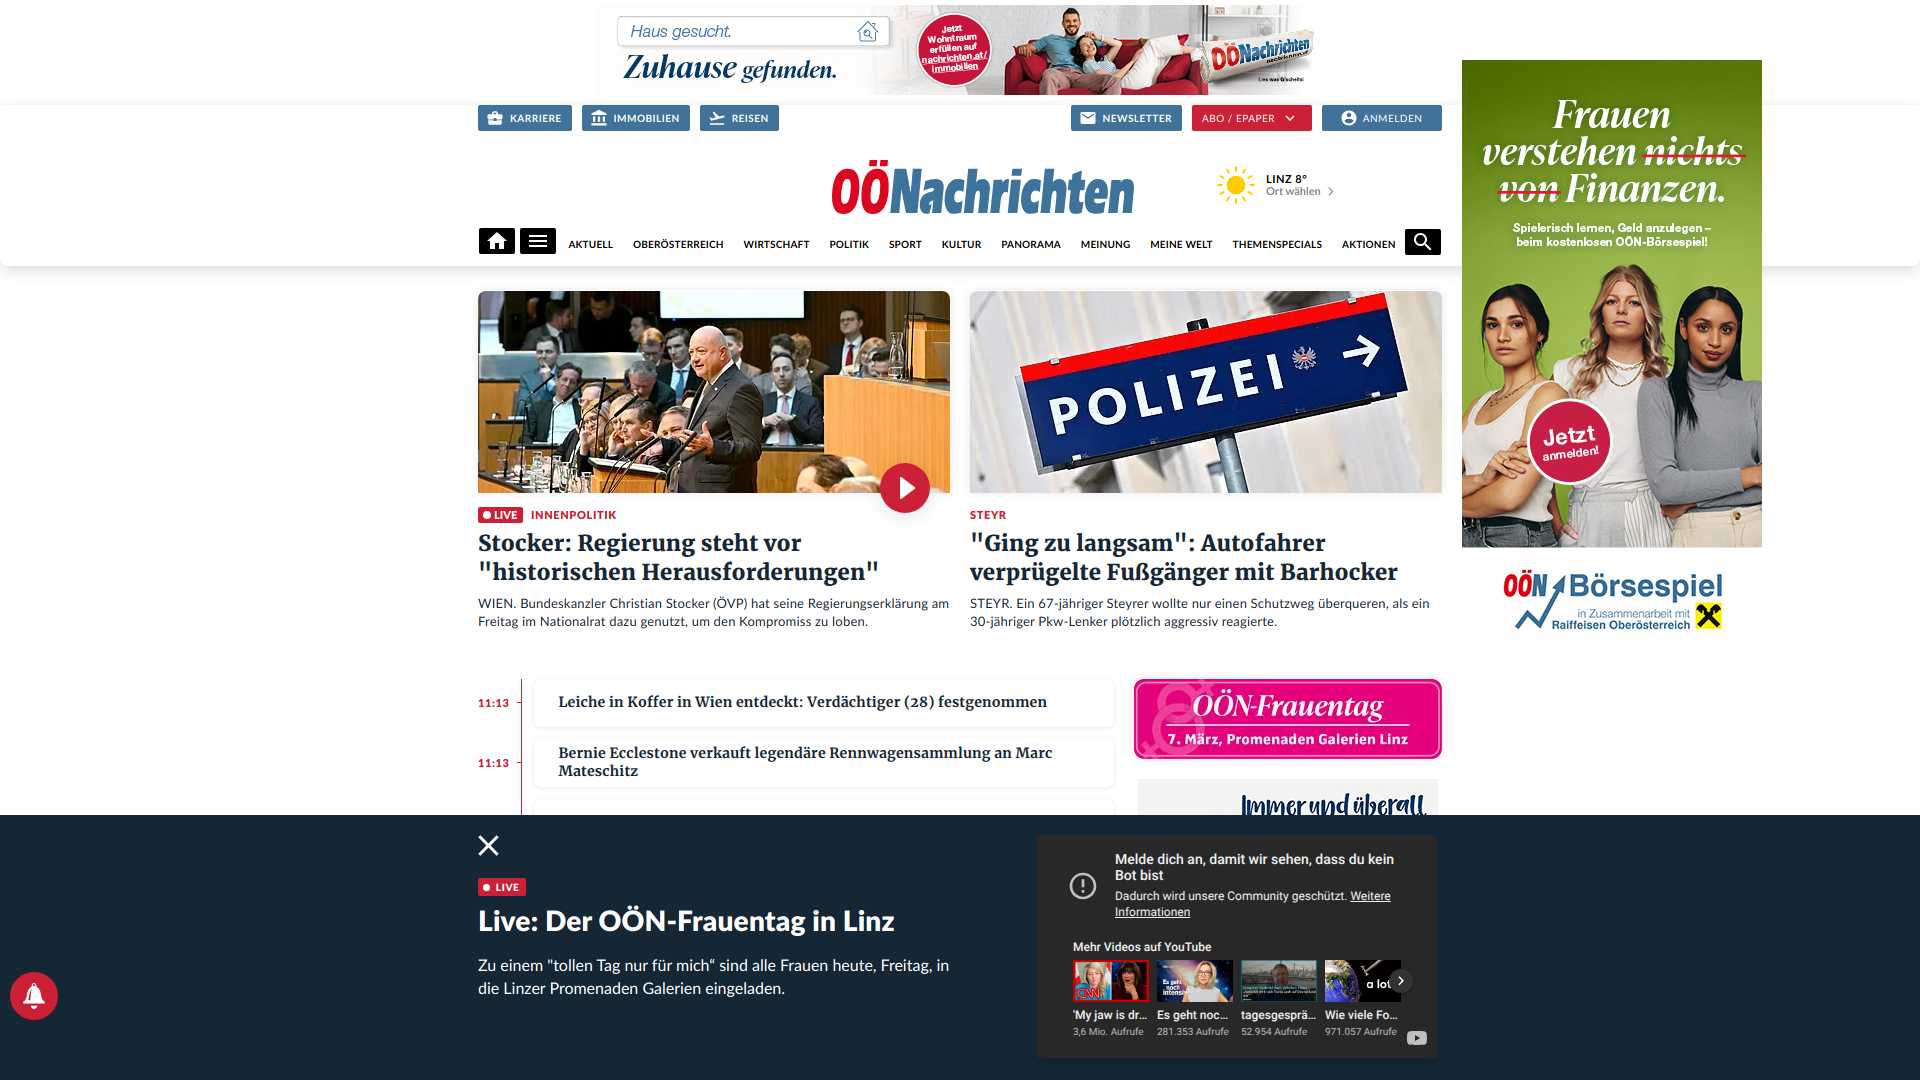 Haus gesucht.
Zuhause gefunden.
Jetzt
Wohntraum
erfüllen auf
nachrichten.at/
immobilien
OÖNachrichten
Lies was G'scheits!
KARRIERE
IMMOBILIEN
REISEN
NEWSLETTER
ABO / EPAPER
ANMELDEN
OÖNachrichten
LINZ 8°
Ort wählen
AKTUELL
OBERÖSTERREICH
WIRTSCHAFT
POLITIK
SPORT
KULTUR
PANORAMA
MEINUNG
MEINE WELT
THEMENSPECIALS
AKTIONEN
Frauen
verstehen nichts
von Finanzen.
Spielerisch lernen, Geld anzulegen –
beim kostenlosen OÖN-Börsespiel!
Jetzt
anmelden!
OÖN Börsespiel
in Zusammenarbeit mit
Raiffeisen Oberösterreich
POLIZEI
LIVE INNENPOLITIK
Stocker: Regierung steht vor
"historischen Herausforderungen"
WIEN. Bundeskanzler Christian Stocker (ÖVP) hat seine Regierungserklärung am
Freitag im Nationalrat dazu genutzt, um den Kompromiss zu loben.
STEYR
"Ging zu langsam": Autofahrer
verprügelte Fußgänger mit Barhocker
STEYR. Ein 67-jähriger Steyrer wollte nur einen Schutzweg überqueren, als ein
30-jähriger Pkw-Lenker plötzlich aggressiv reagierte.
11:13
Leiche in Koffer in Wien entdeckt: Verdächtiger (28) festgenommen
11:13
Bernie Ecclestone verkauft legendäre Rennwagensammlung an Marc
Mateschitz
OÖN-Frauentag
7. März, Promenaden Galerien Linz
Immer und überall
LIVE
Live: Der OÖN-Frauentag in Linz
Zu einem "tollen Tag nur für mich“ sind alle Frauen heute, Freitag, in
die Linzer Promenaden Galerien eingeladen.
Melde dich an, damit wir sehen, dass du kein
Bot bist
Dadurch wird unsere Community geschützt. Weitere
Informationen
Mehr Videos auf YouTube
CNN
Es geht
noch
intensiv
a lot
'My jaw is dr...
Es geht noc...
tagesgesprä...
Wie viele Fo...
3,6 Mio. Aufrufe
281.353 Aufrufe
52.954 Aufrufe
971.057 Aufrufe